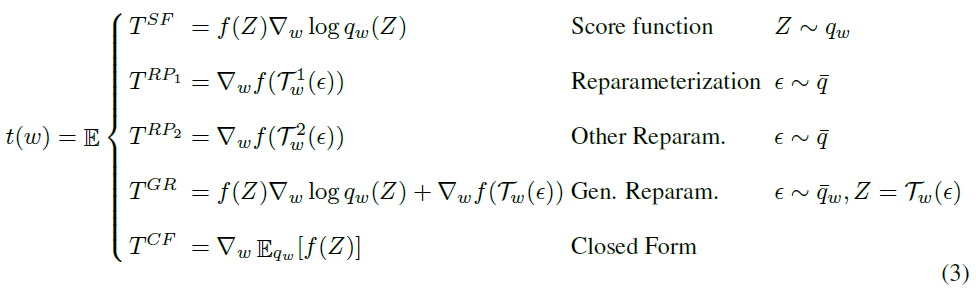 T^{SF} = f(Z)∇_w log q_w(Z) Score function Z ∼ q_w
T^{RP_1} = ∇_w f(𝒯_w^1(ϵ)) Reparameterization ϵ ∼ q̄
t(w) = 𝔼 { T^{RP_2} = ∇_w f(𝒯_w^2(ϵ)) Other Reparam. ϵ ∼ q̄
T^{GR} = f(Z)∇_w log q_w(Z) + ∇_w f(𝒯_w(ϵ)) Gen. Reparam. ϵ ∼ q̄_w, Z = 𝒯_w(ϵ)
T^{CF} = ∇_w 𝔼_{q_w}[f(Z)] Closed Form
(3)